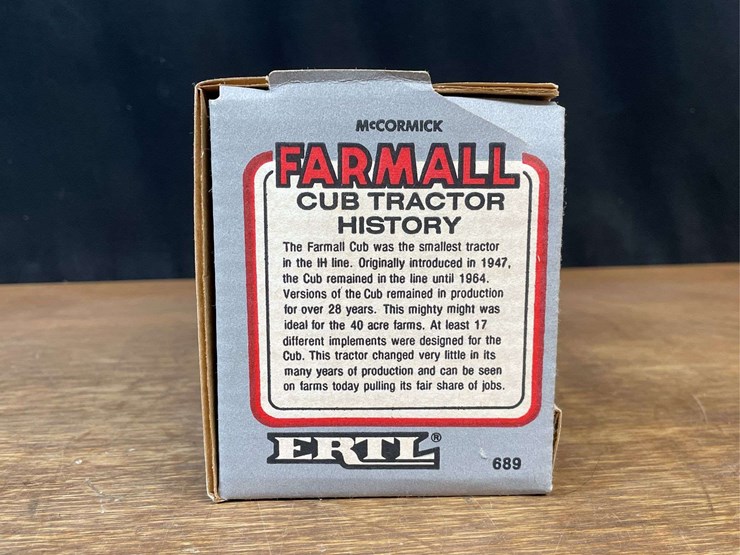 McCORMICK
FARMALL
CUB TRACTOR
HISTORY
The Farmall Cub was the smallest tractor
in the IH line. Originally introduced in 1947,
the Cub remained in the line until 1964.
Versions of the Cub remained in production
for over 28 years. This mighty might was
ideal for the 40 acre farms. At least 17
different implements were designed for the
Cub. This tractor changed very little in its
many years of production and can be seen
on farms today pulling its fair share of jobs.
ERTL®
689